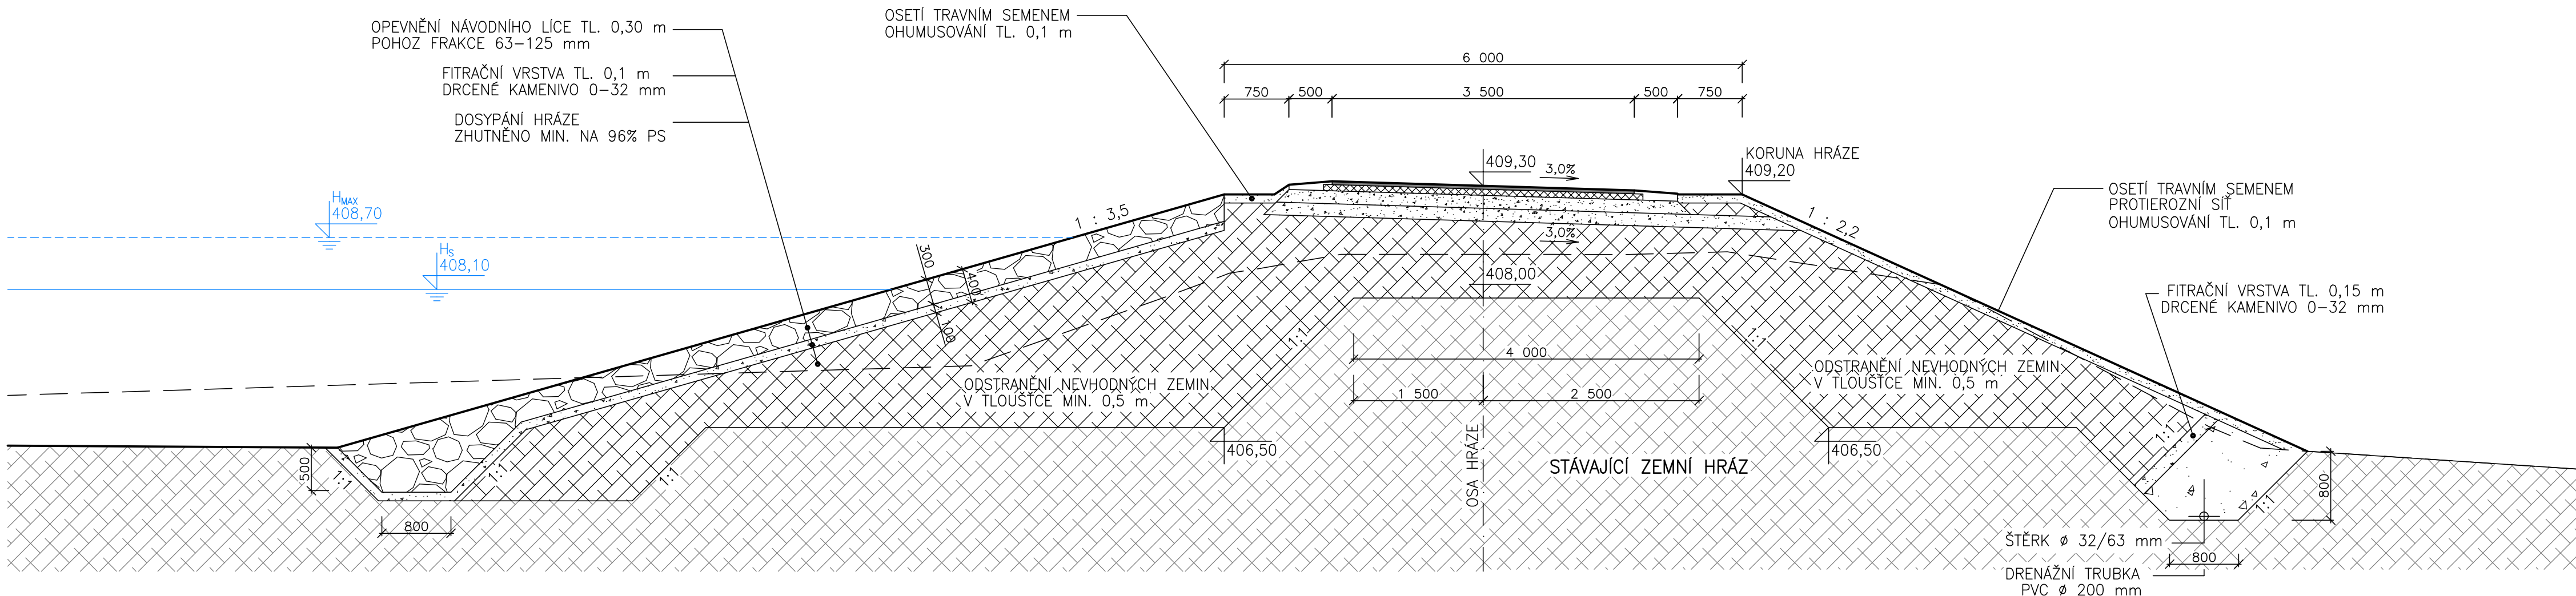 OPEVNĚNÍ NÁVODNÍHO LÍCE TL. 0,30 m
POHOZ FRAKCE 63-125 mm
FITRAČNÍ VRSTVA TL. 0,1 m
DRCENÉ KAMENIVO 0-32 mm
DOSYPÁNÍ HRÁZE
ZHUTNĚNO MIN. NA 96% PS
OSETÍ TRAVNÍM SEMENEM
OHUMUSOVÁNÍ TL. 0,1 m
6 000
750
500
3 500
500
750
409,30
3,0%
KORUNA HRÁZE
409,20
HMAX
408,70
HS
408,10
1 : 3,5
1 : 2,2
OSETÍ TRAVNÍM SEMENEM
PROTIEROZNÍ SÍŤ
OHUMUSOVÁNÍ TL. 0,1 m
3,0%
300
400
100
408,00
1:1
1:1
4 000
1 500
2 500
FITRAČNÍ VRSTVA TL. 0,15 m
DRCENÉ KAMENIVO 0-32 mm
ODSTRANĚNÍ NEVHODNÝCH ZEMIN
V TLOUŠŤCE MIN. 0,5 m
ODSTRANĚNÍ NEVHODNÝCH ZEMIN
V TLOUŠŤCE MIN. 0,5 m
406,50
406,50
OSA HRÁZE
STÁVAJÍCÍ ZEMNÍ HRÁZ
500
1:1
1:1
1:1
800
1:1
1:1
800
ŠTĚRK ø 32/63 mm
800
DRENÁŽNÍ TRUBKA
PVC ø 200 mm